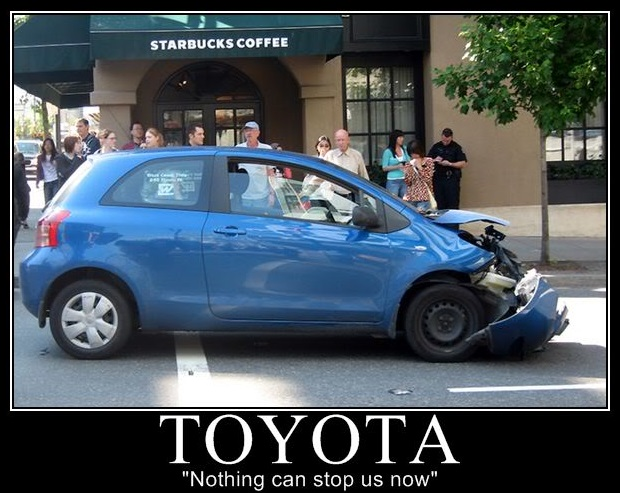 STARBUCKS COFFEE
TOYOTA
"Nothing can stop us now"